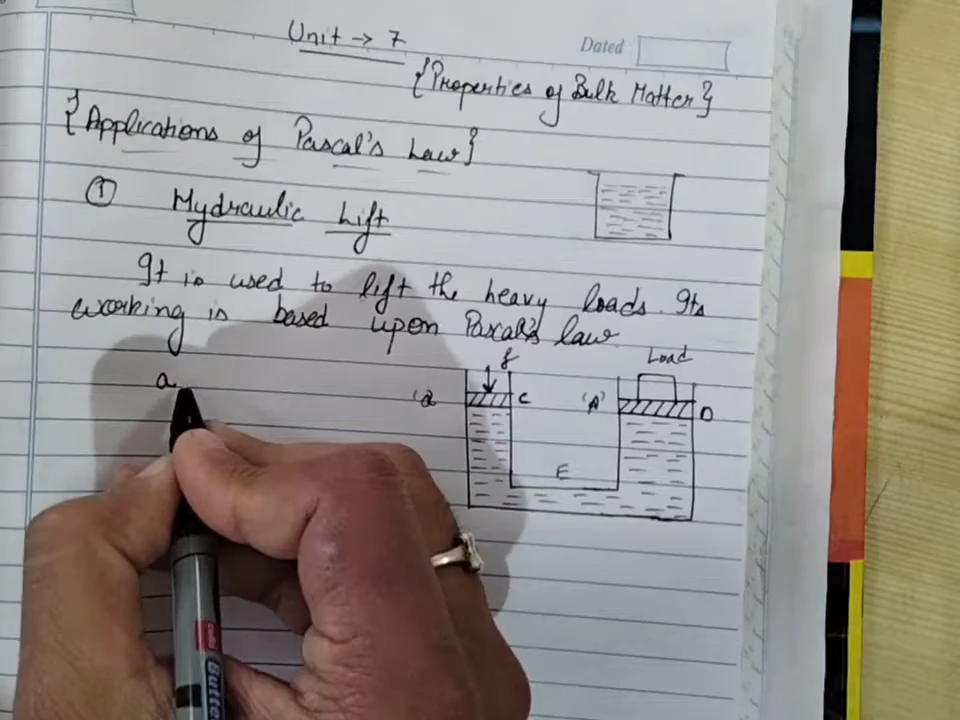 Unit → 7
Dated
{Properties of Bulk Matter}
{Applications of Pascal's Law}
① Hydraulic Lift
It is used to lift the heavy loads. Its
working is based upon Pascal's law
Load
f
a
'a' C 'A' D
E